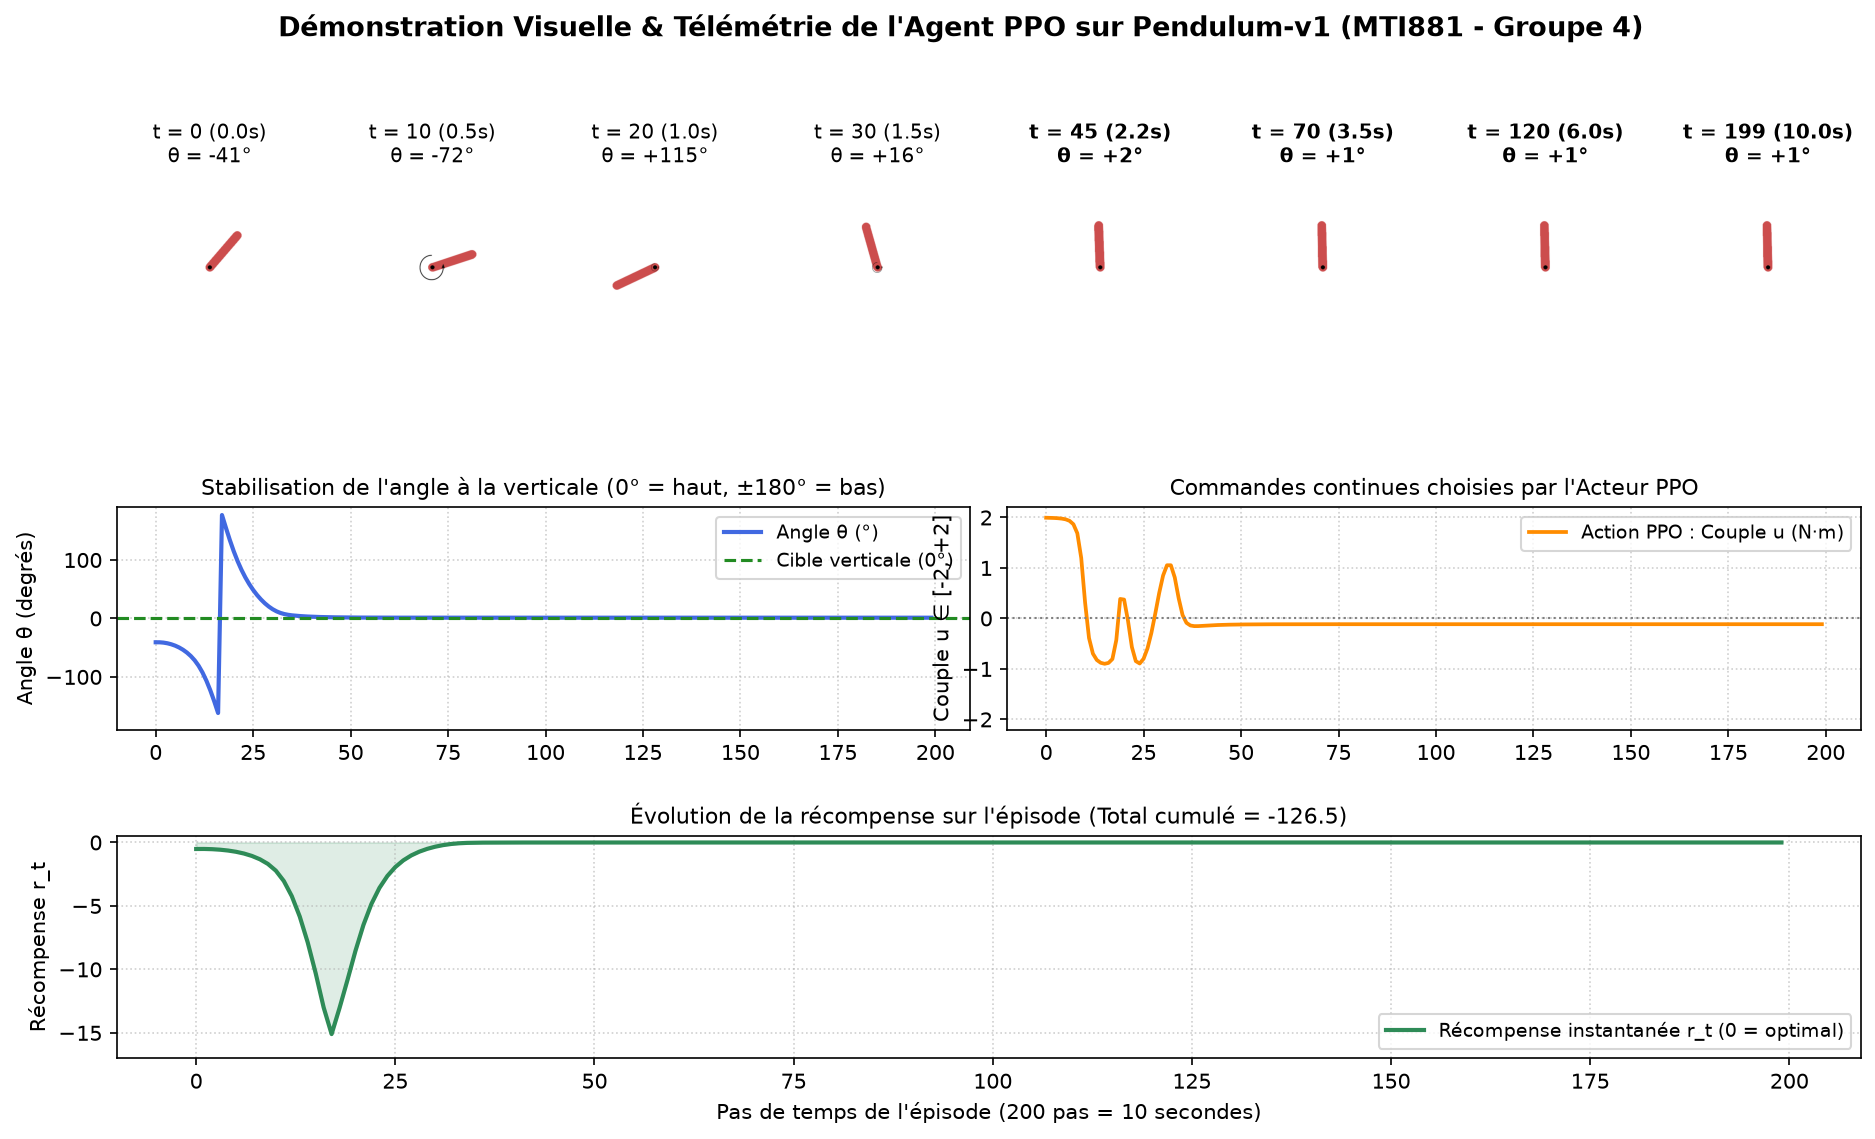 Démonstration Visuelle & Télémétrie de l'Agent PPO sur Pendulum-v1 (MTI881 - Groupe 4)
t = 0 (0.0s)
θ = -41°
t = 10 (0.5s)
θ = -72°
t = 20 (1.0s)
θ = +115°
t = 30 (1.5s)
θ = +16°
t = 45 (2.2s)
θ = +2°
t = 70 (3.5s)
θ = +1°
t = 120 (6.0s)
θ = +1°
t = 199 (10.0s)
θ = +1°
Stabilisation de l'angle à la verticale (0° = haut, ±180° = bas)
Angle θ (degrés)
100
0
−100
Angle θ (°)
Cible verticale (0°)
0 25 50 75 100 125 150 175 200
Commandes continues choisies par l'Acteur PPO
Couple u ∈ [-2, +2]
2
1
0
−1
−2
Action PPO : Couple u (N·m)
0 25 50 75 100 125 150 175 200
Évolution de la récompense sur l'épisode (Total cumulé = -126.5)
Récompense r_t
0
−5
−10
−15
Récompense instantanée r_t (0 = optimal)
0 25 50 75 100 125 150 175 200
Pas de temps de l'épisode (200 pas = 10 secondes)